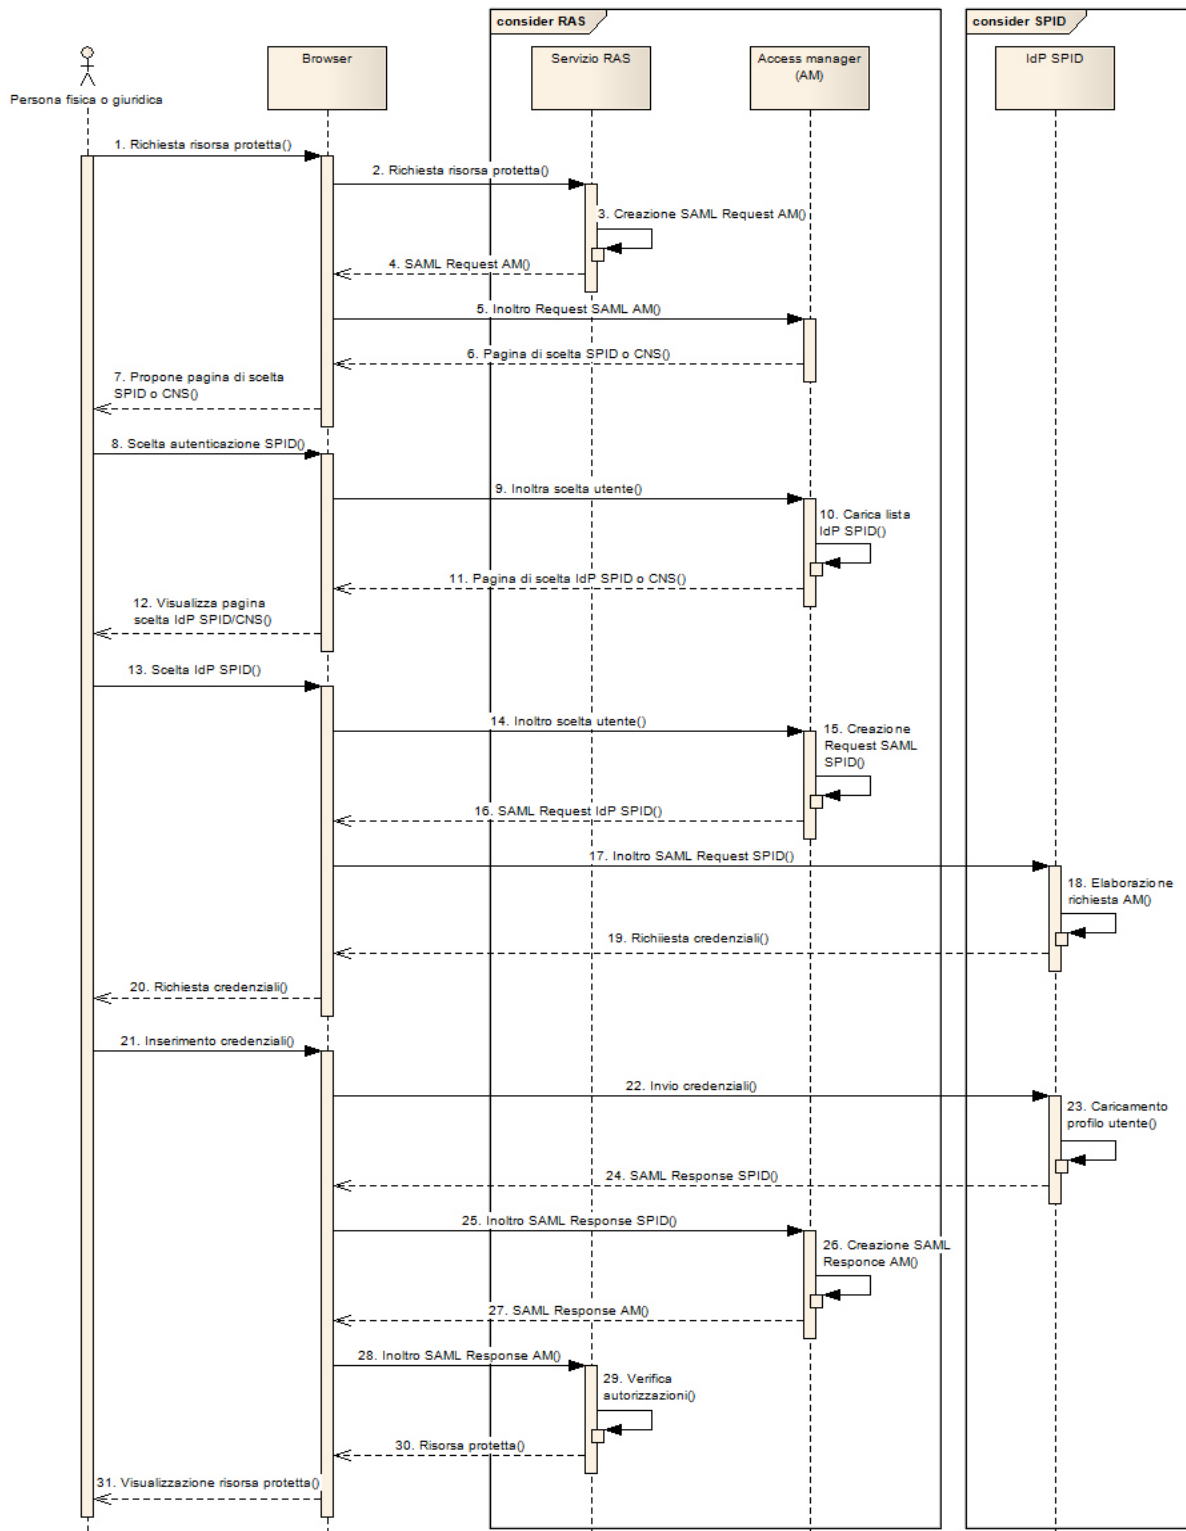 consider RAS
consider SPID
Persona fisica o giuridica
Browser
Servizio RAS
Access manager
(AM)
IdP SPID
1. Richiesta risorsa protetta()
2. Richiesta risorsa protetta()
3. Creazione SAML Request AM()
4. SAML Request AM()
5. Inoltro Request SAML AM()
6. Pagina di scelta SPID o CNS()
7. Propone pagina di scelta
SPID o CNS()
8. Scelta autenticazione SPID()
9. Inoltra scelta utente()
10. Carica lista
IdP SPID()
11. Pagina di scelta IdP SPID o CNS()
12. Visualizza pagina
scelta IdP SPID/CNS()
13. Scelta IdP SPID()
14. Inoltro scelta utente()
15. Creazione
Request SAML
SPID()
16. SAML Request IdP SPID()
17. Inoltro SAML Request SPID()
18. Elaborazione
richiesta AM()
19. Richiiesta credenziali()
20. Richiesta credenziali()
21. Inserimento credenziali()
22. Invio credenziali()
23. Caricamento
profilo utente()
24. SAML Response SPID()
25. Inoltro SAML Response SPID()
26. Creazione SAML
Responce AM()
27. SAML Response AM()
28. Inoltro SAML Response AM()
29. Verifica
autorizzazioni()
30. Risorsa protetta()
31. Visualizzazione risorsa protetta()